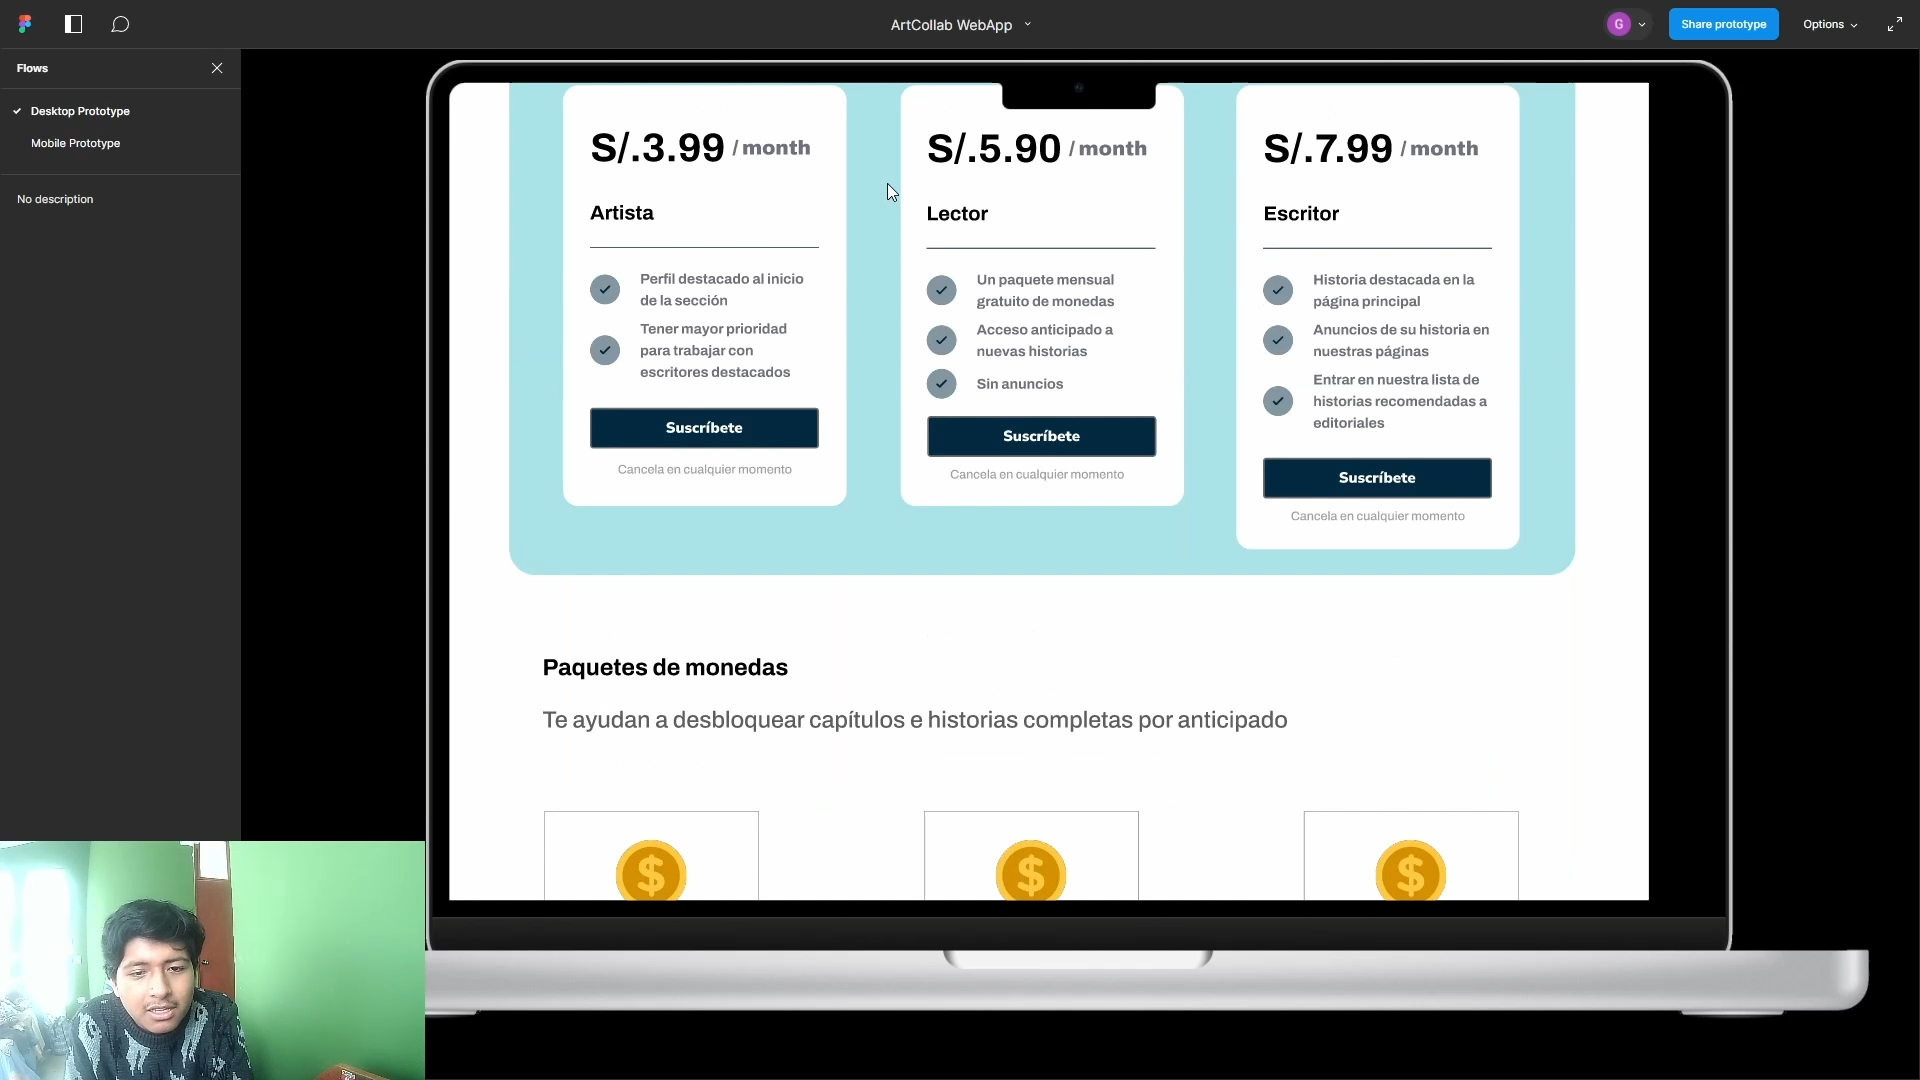 ArtCollab WebApp
G
Share prototype
Options
Flows
Desktop Prototype
Mobile Prototype
No description
S/.3.99 / month
Artista
Perfil destacado al inicio
de la sección
Tener mayor prioridad
para trabajar con
escritores destacados
Suscríbete
Cancela en cualquier momento
S/.5.90 / month
Lector
Un paquete mensual
gratuito de monedas
Acceso anticipado a
nuevas historias
Sin anuncios
Suscríbete
Cancela en cualquier momento
S/.7.99 / month
Escritor
Historia destacada en la
página principal
Anuncios de su historia en
nuestras páginas
Entrar en nuestra lista de
historias recomendadas a
editoriales
Suscríbete
Cancela en cualquier momento
Paquetes de monedas
Te ayudan a desbloquear capítulos e historias completas por anticipado
$
$
$